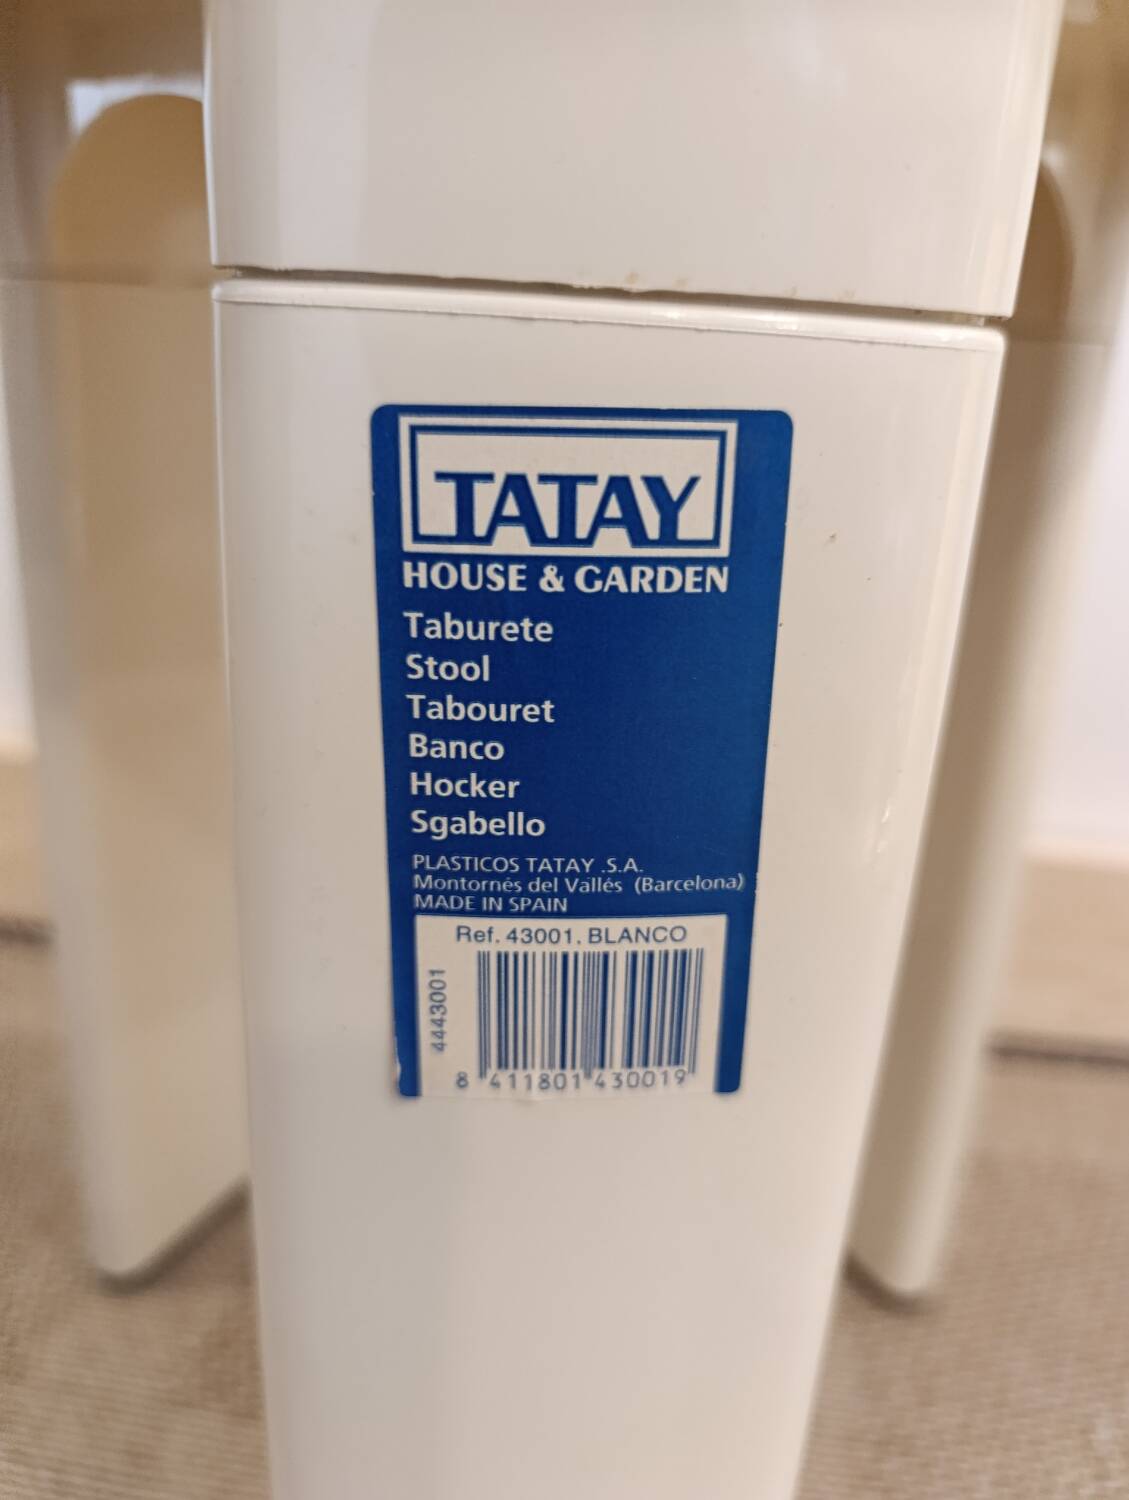 TATAY
HOUSE & GARDEN
Taburete
Stool
Tabouret
Banco
Hocker
Sgabello
PLASTICOS TATAY .S.A.
Montornés del Vallés (Barcelona)
MADE IN SPAIN
Ref. 43001. BLANCO
4443001
8 411801 430019